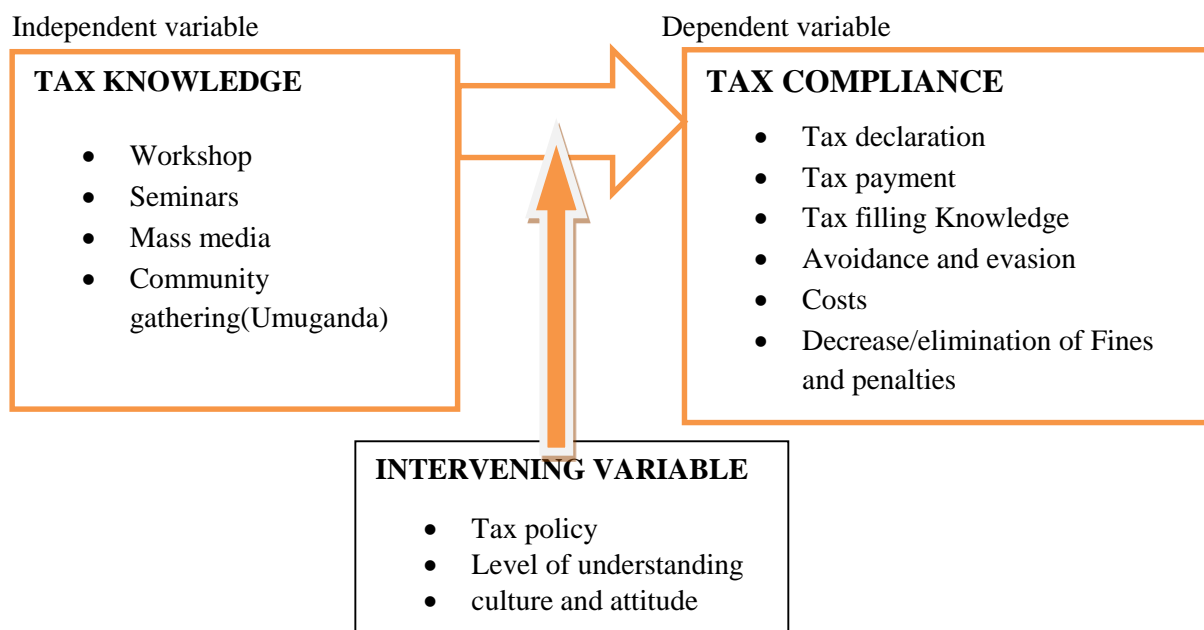 Independent variable
Dependent variable
TAX KNOWLEDGE
• Workshop
• Seminars
• Mass media
• Community
gathering(Umuganda)
TAX COMPLIANCE
• Tax declaration
• Tax payment
• Tax filling Knowledge
• Avoidance and evasion
• Costs
• Decrease/elimination of Fines
and penalties
INTERVENING VARIABLE
• Tax policy
• Level of understanding
• culture and attitude